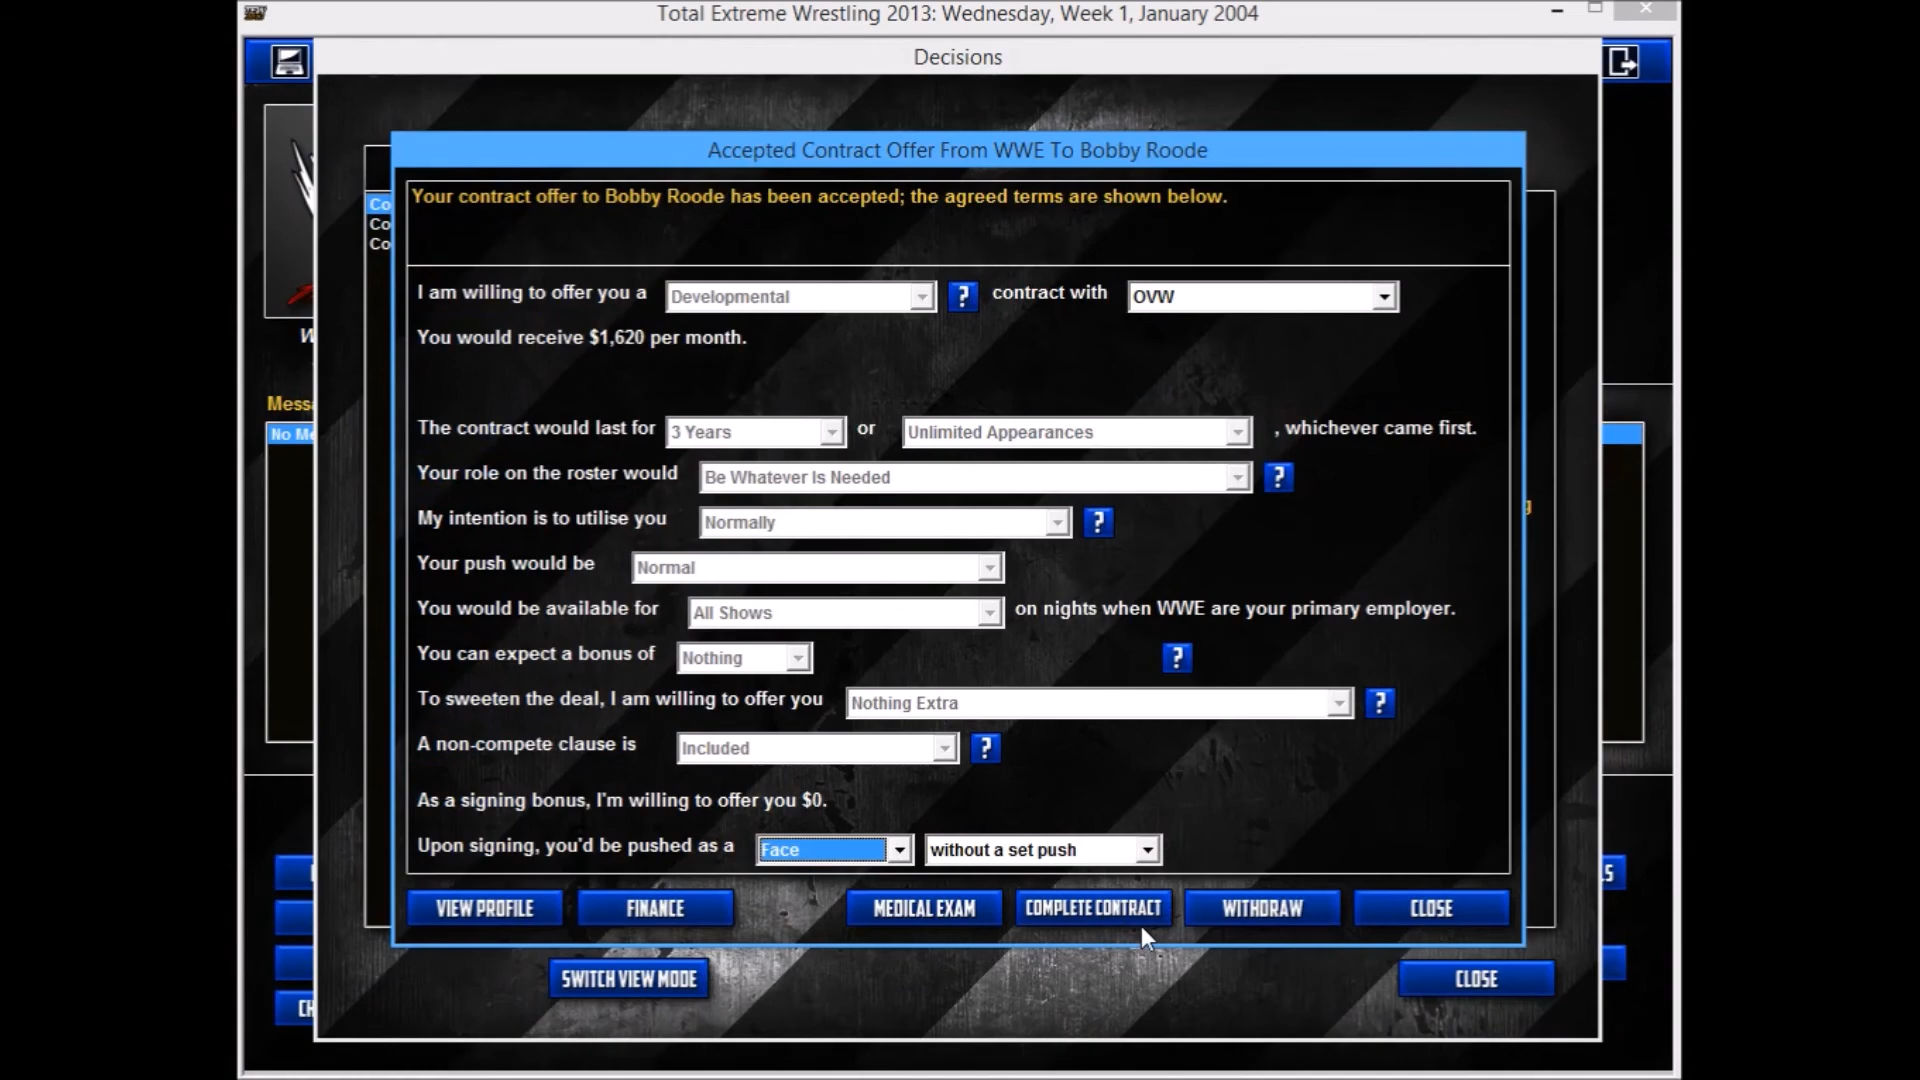 Total Extreme Wrestling 2013: Wednesday, Week 1, January 2004
Decisions
Accepted Contract Offer From WWE To Bobby Roode
Your contract offer to Bobby Roode has been accepted; the agreed terms are shown below.
Co
Co
Co
I am willing to offer you a Developmental ? contract with OVW
You would receive $1,620 per month.
W
Mess
No Me
The contract would last for 3 Years or Unlimited Appearances , whichever came first.
Your role on the roster would Be Whatever Is Needed ?
My intention is to utilise you Normally ?
Your push would be Normal
You would be available for All Shows on nights when WWE are your primary employer.
You can expect a bonus of Nothing ?
To sweeten the deal, I am willing to offer you Nothing Extra ?
A non-compete clause is Included ?
As a signing bonus, I'm willing to offer you $0.
Upon signing, you'd be pushed as a Face without a set push
VIEW PROFILE FINANCE MEDICAL EXAM COMPLETE CONTRACT WITHDRAW CLOSE
SWITCH VIEW MODE CLOSE